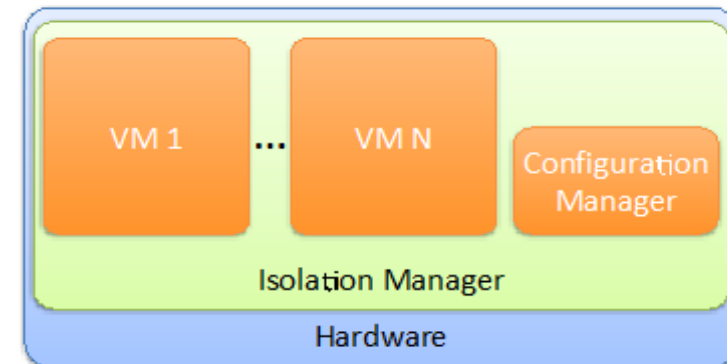 VM 1
...
VM N
Configuration
Manager
Isolation Manager
Hardware